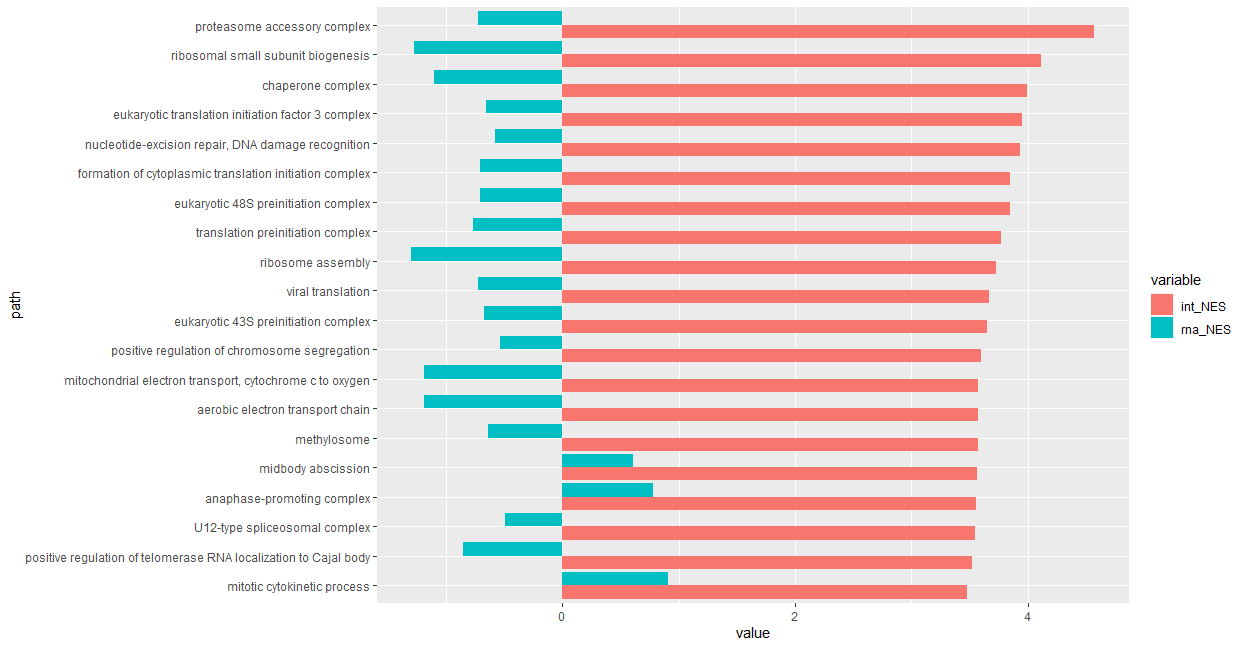 proteasome accessory complex
ribosomal small subunit biogenesis
chaperone complex
eukaryotic translation initiation factor 3 complex
nucleotide-excision repair, DNA damage recognition
formation of cytoplasmic translation initiation complex
eukaryotic 48S preinitiation complex
translation preinitiation complex
ribosome assembly
viral translation
eukaryotic 43S preinitiation complex
positive regulation of chromosome segregation
mitochondrial electron transport, cytochrome c to oxygen
aerobic electron transport chain
methylosome
midbody abscission
anaphase-promoting complex
U12-type spliceosomal complex
positive regulation of telomerase RNA localization to Cajal body
mitotic cytokinetic process
path
0 2 4
value
variable
int_NES
rna_NES